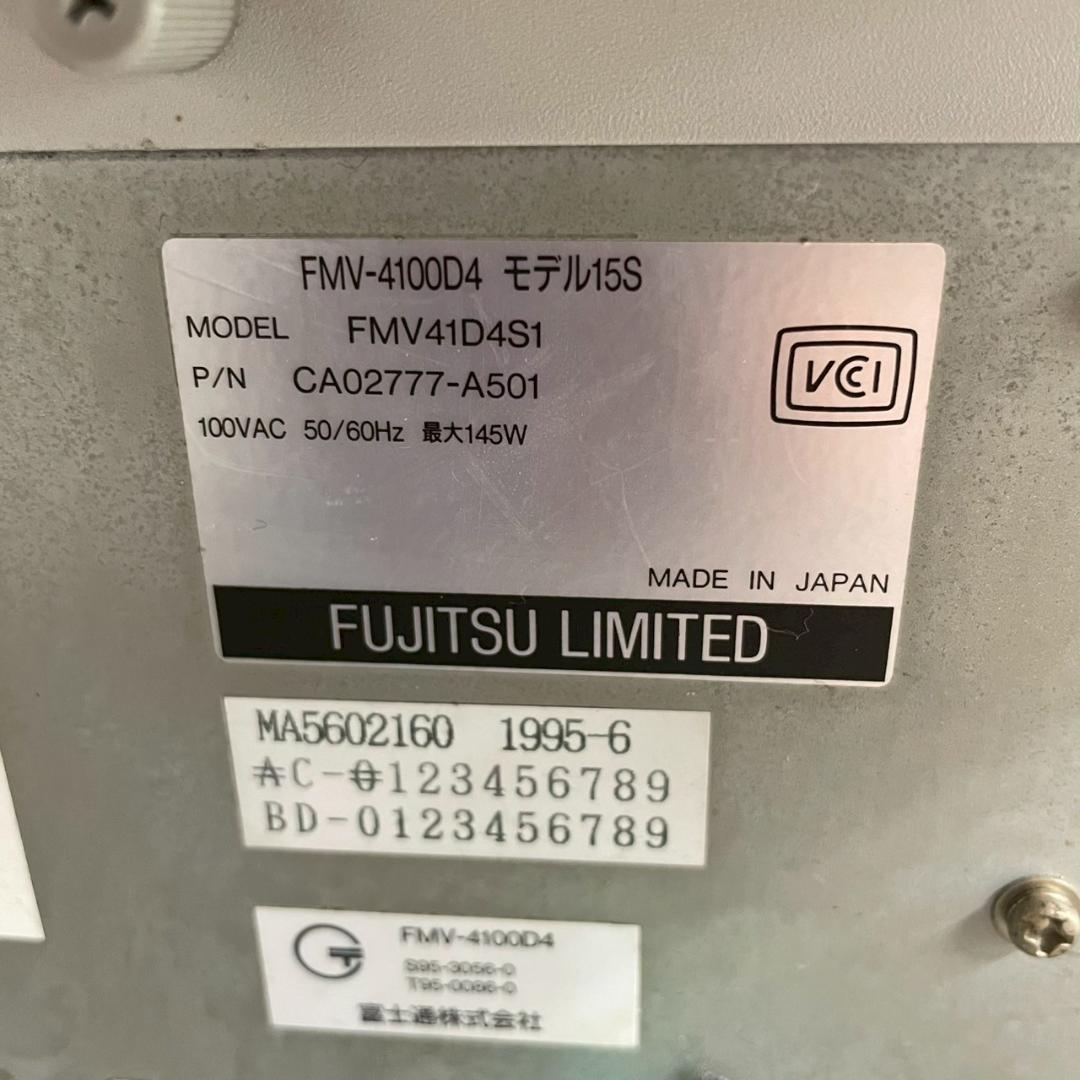 FMV-4100D4 モデル15S
MODEL FMV41D4S1
P/N CA02777-A501
VCCI
100VAC 50/60Hz 最大145W
MADE IN JAPAN
FUJITSU LIMITED
MA5602160 1995-6
AC-0123456789
BD-0123456789
FMV-4100D4
S95-3056-0
T95-0086-0
富士通株式会社